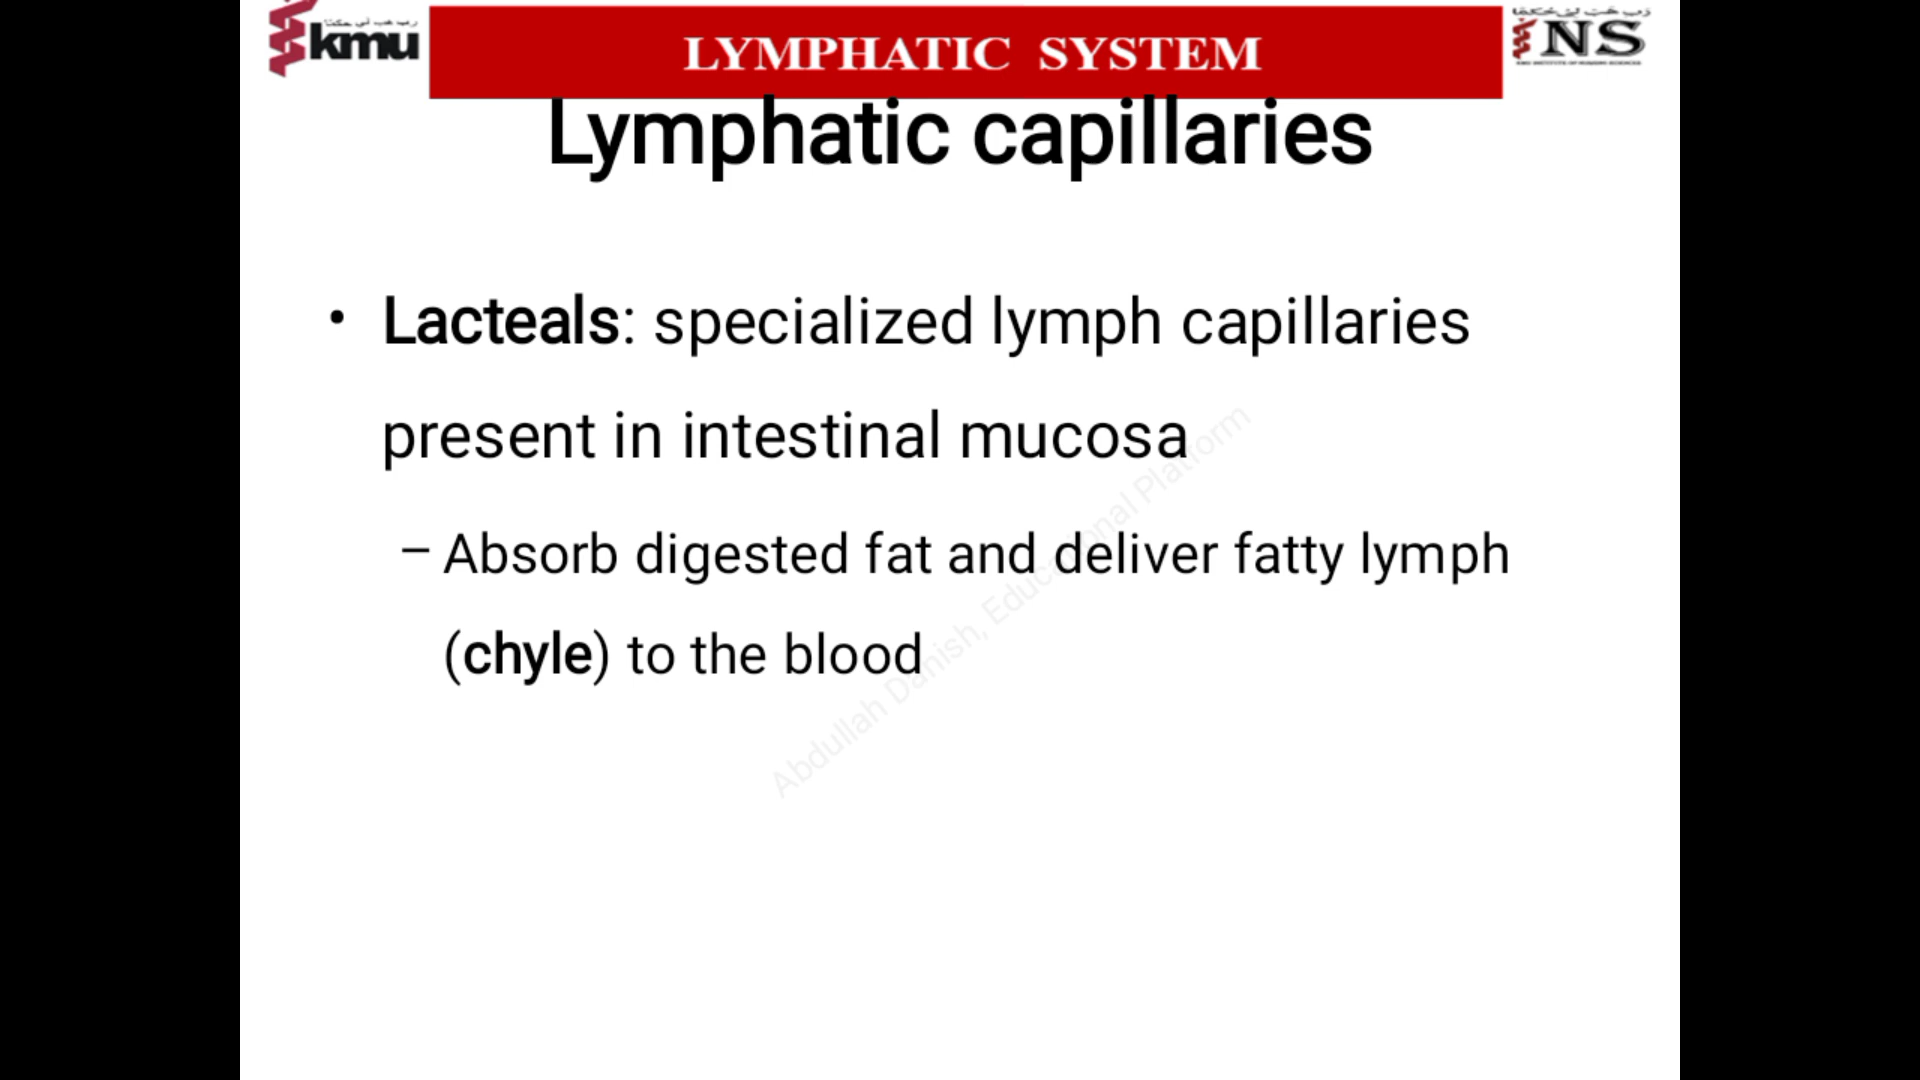 kmu
LYMPHATIC SYSTEM
INS
Lymphatic capillaries
• Lacteals: specialized lymph capillaries
present in intestinal mucosa
– Absorb digested fat and deliver fatty lymph
(chyle) to the blood
Abdullah Danish, Educational Platform